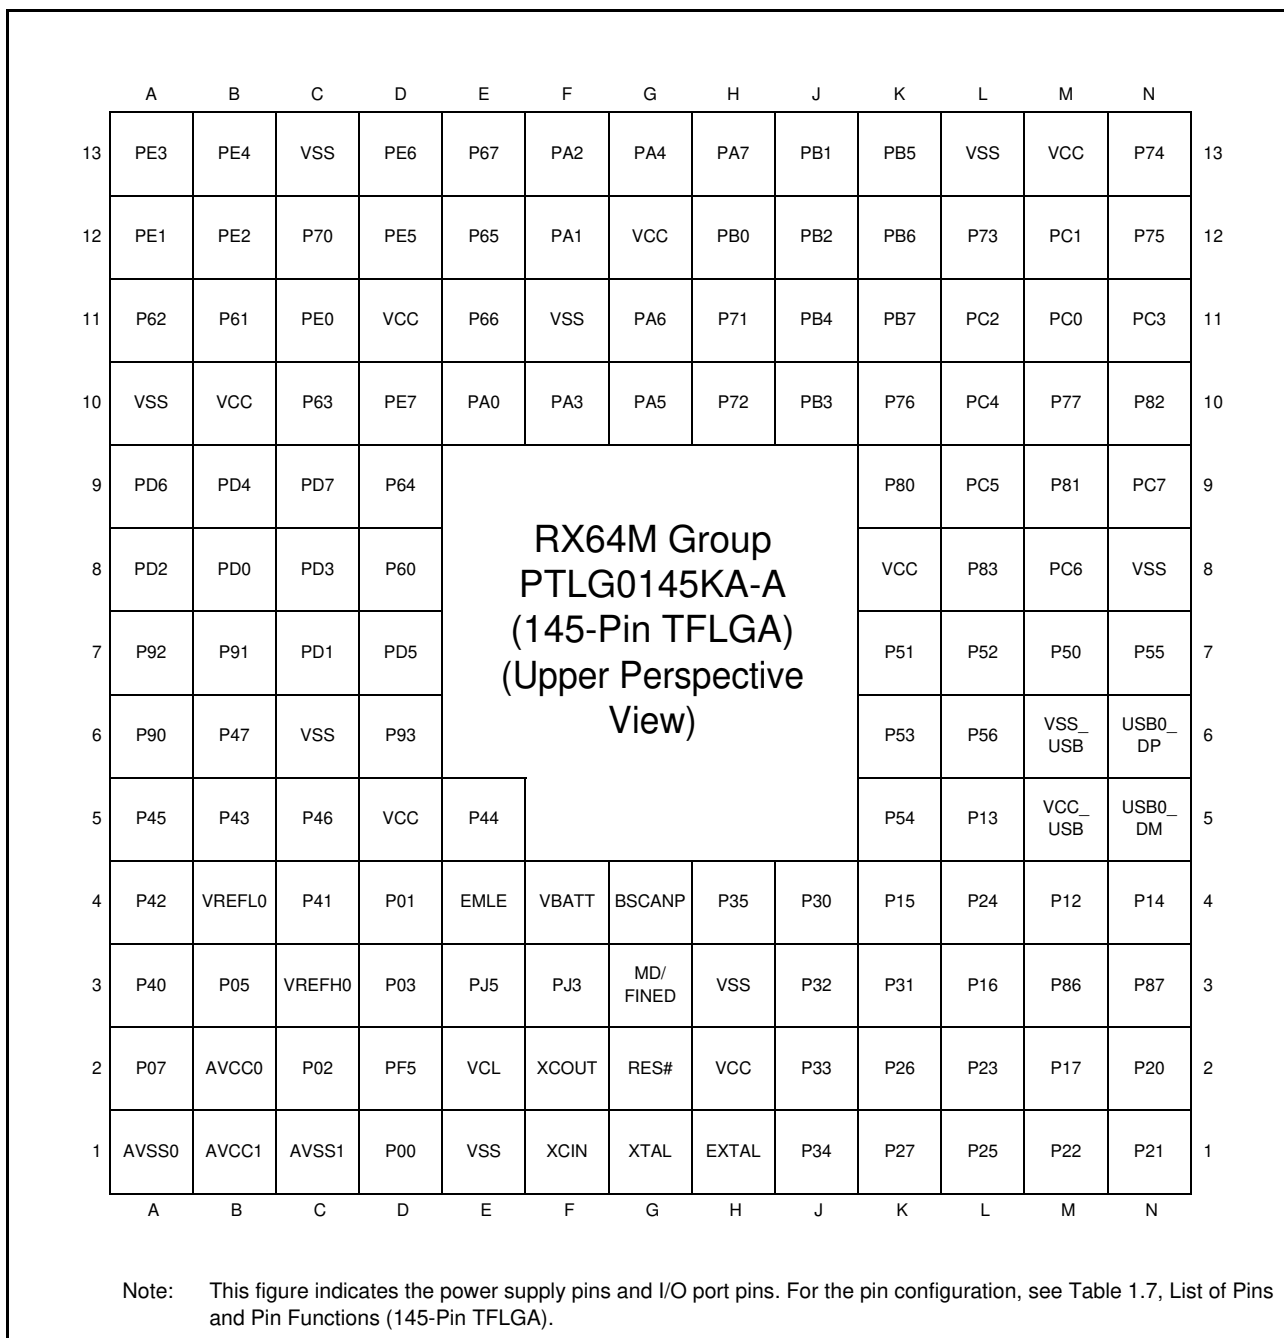 A B C D E F G H J K L M N
13 PE3 PE4 VSS PE6 P67 PA2 PA4 PA7 PB1 PB5 VSS VCC P74 13
12 PE1 PE2 P70 PE5 P65 PA1 VCC PB0 PB2 PB6 P73 PC1 P75 12
11 P62 P61 PE0 VCC P66 VSS PA6 P71 PB4 PB7 PC2 PC0 PC3 11
10 VSS VCC P63 PE7 PA0 PA3 PA5 P72 PB3 P76 PC4 P77 P82 10
9 PD6 PD4 PD7 P64 P80 PC5 P81 PC7 9
8 PD2 PD0 PD3 P60 VCC P83 PC6 VSS 8
7 P92 P91 PD1 PD5 P51 P52 P50 P55 7
6 P90 P47 VSS P93 P53 P56 VSS_ USB USB0_ DP 6
5 P45 P43 P46 VCC P44 P54 P13 VCC_ USB USB0_ DM 5
RX64M Group
PTLG0145KA-A
(145-Pin TFLGA)
(Upper Perspective
View)
4 P42 VREFL0 P41 P01 EMLE VBATT BSCANP P35 P30 P15 P24 P12 P14 4
3 P40 P05 VREFH0 P03 PJ5 PJ3 MD/ FINED VSS P32 P31 P16 P86 P87 3
2 P07 AVCC0 P02 PF5 VCL XCOUT RES# VCC P33 P26 P23 P17 P20 2
1 AVSS0 AVCC1 AVSS1 P00 VSS XCIN XTAL EXTAL P34 P27 P25 P22 P21 1
A B C D E F G H J K L M N
Note: This figure indicates the power supply pins and I/O port pins. For the pin configuration, see Table 1.7, List of Pins
and Pin Functions (145-Pin TFLGA).